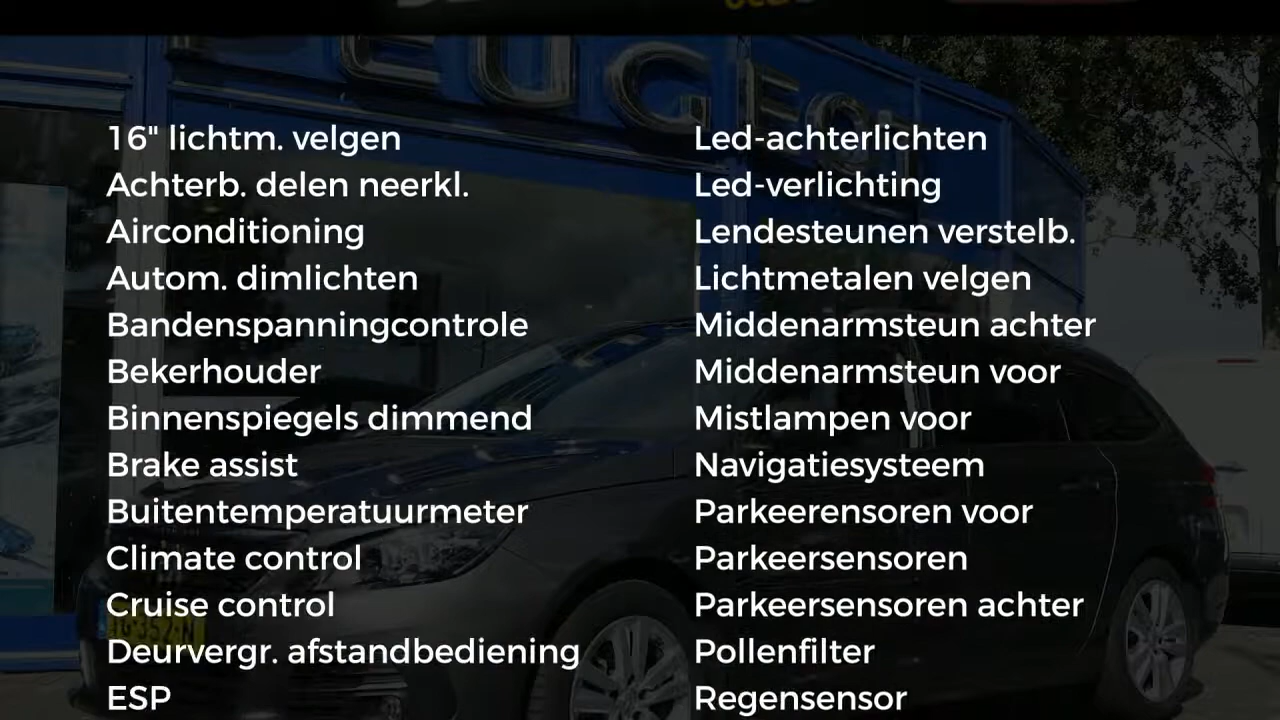 PEUGEOT
16" lichtm. velgen
Achterb. delen neerkl.
Airconditioning
Autom. dimlichten
Bandenspanningcontrole
Bekerhouder
Binnenspiegels dimmend
Brake assist
Buitentemperatuurmeter
Climate control
Cruise control
Deurvergr. afstandbediening
ESP
Led-achterlichten
Led-verlichting
Lendesteunen verstelb.
Lichtmetalen velgen
Middenarmsteun achter
Middenarmsteun voor
Mistlampen voor
Navigatiesysteem
Parkeerensoren voor
Parkeersensoren
Parkeersensoren achter
Pollenfilter
Regensensor